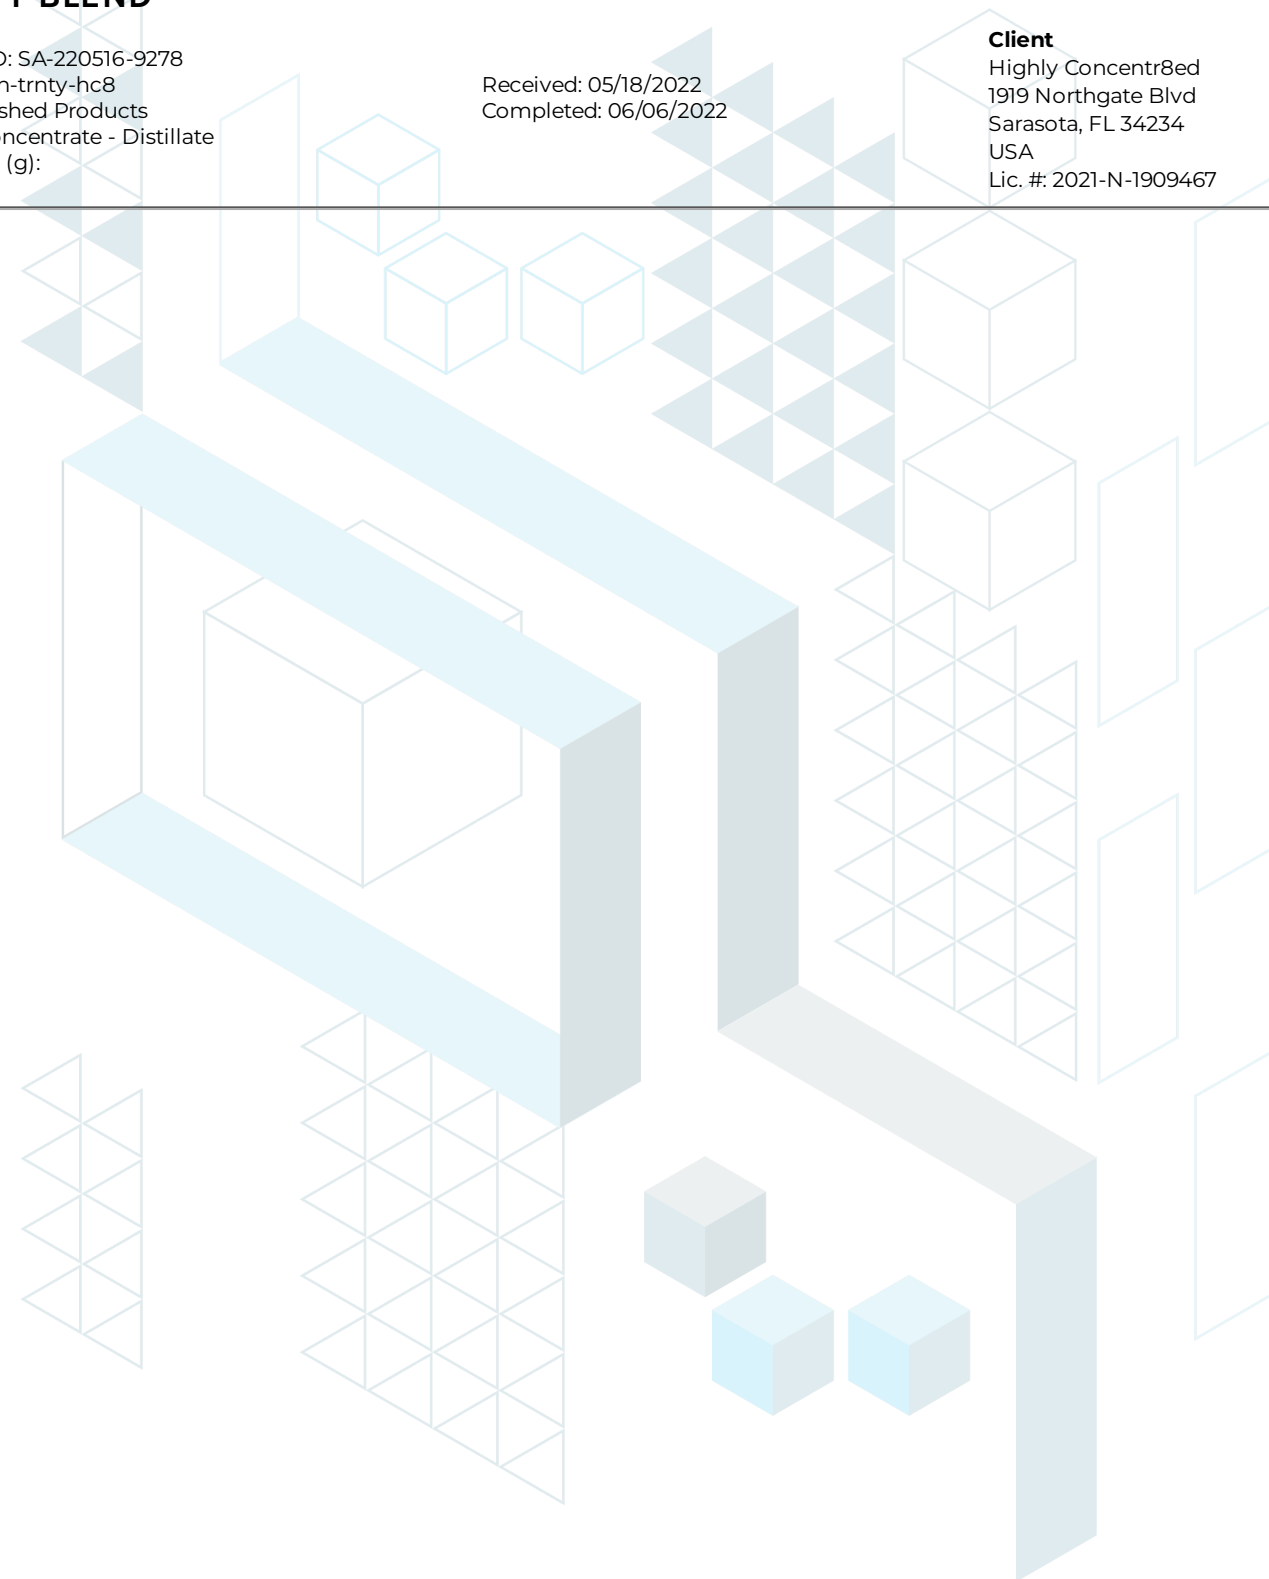 BLEND
D: SA-220516-9278
n-trnty-hc8
shed Products
ncentrate - Distillate
(g):
Received: 05/18/2022
Completed: 06/06/2022
Client
Highly Concentr8ed
1919 Northgate Blvd
Sarasota, FL 34234
USA
Lic. #: 2021-N-1909467